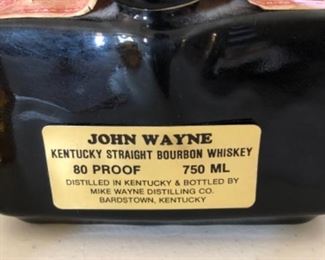 JOHN WAYNE
KENTUCKY STRAIGHT BOURBON WHISKEY
80 PROOF 750 ML
DISTILLED IN KENTUCKY & BOTTLED BY
MIKE WAYNE DISTILLING CO.
BARDSTOWN, KENTUCKY